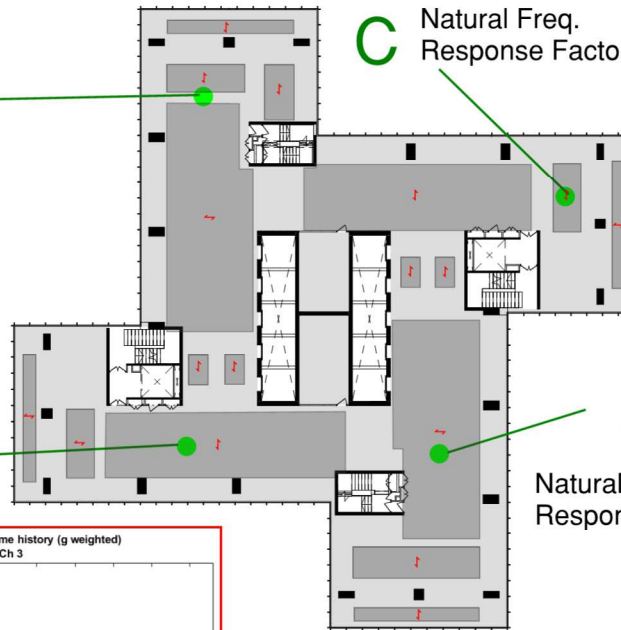 C
Natural Freq.
Response Facto
Natural
Respon
me history (g weighted)
Ch 3